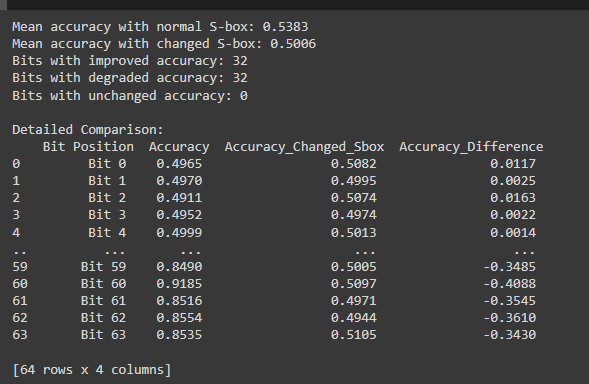 Mean accuracy with normal S-box: 0.5383
Mean accuracy with changed S-box: 0.5006
Bits with improved accuracy: 32
Bits with degraded accuracy: 32
Bits with unchanged accuracy: 0
Detailed Comparison:
Bit Position Accuracy Accuracy_Changed_Sbox Accuracy_Difference
0 Bit 0 0.4965 0.5082 0.0117
1 Bit 1 0.4970 0.4995 0.0025
2 Bit 2 0.4911 0.5074 0.0163
3 Bit 3 0.4952 0.4974 0.0022
4 Bit 4 0.4999 0.5013 0.0014
.. ... ... ... ...
59 Bit 59 0.8490 0.5005 -0.3485
60 Bit 60 0.9185 0.5097 -0.4088
61 Bit 61 0.8516 0.4971 -0.3545
62 Bit 62 0.8554 0.4944 -0.3610
63 Bit 63 0.8535 0.5105 -0.3430
[64 rows x 4 columns]